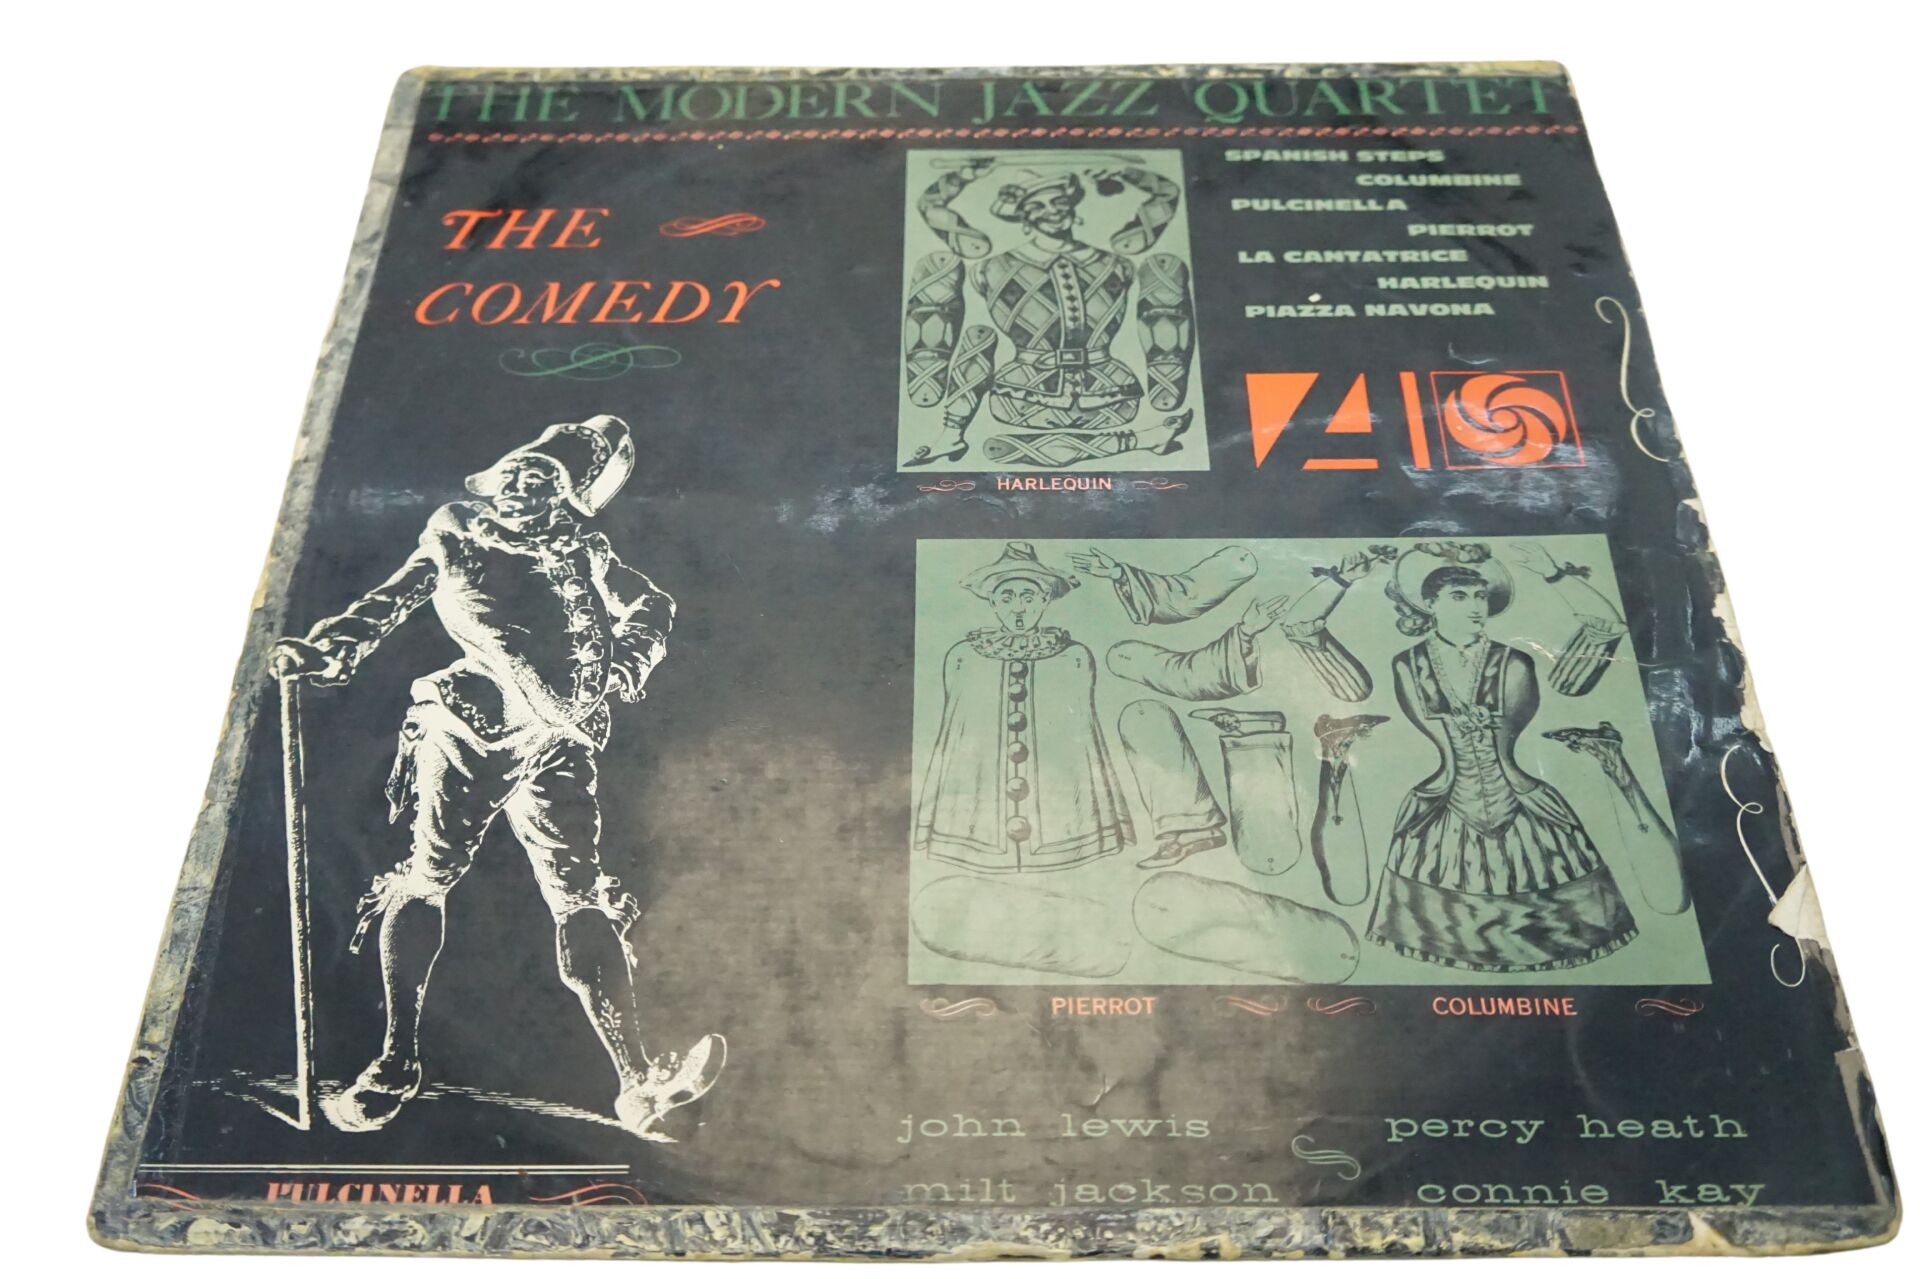 THE MODERN JAZZ QUARTET
THE
COMEDY
SPANISH STEPS
COLUMBINE
PULCINELLA
PIERROT
LA CANTATRICE
HARLEQUIN
PIAZZA NAVONA
HARLEQUIN
PIERROT
COLUMBINE
PULCINELLA
john lewis
percy heath
milt jackson
connie kay